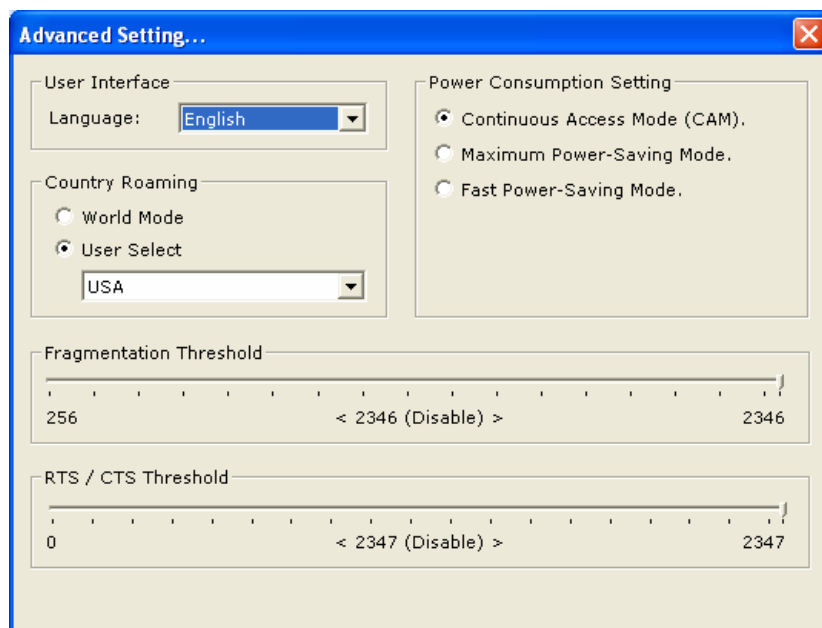 Advanced Setting...
User Interface
Language: English
Country Roaming
World Mode
User Select
USA
Power Consumption Setting
Continuous Access Mode (CAM).
Maximum Power-Saving Mode.
Fast Power-Saving Mode.
Fragmentation Threshold
256 < 2346 (Disable) > 2346
RTS / CTS Threshold
0 < 2347 (Disable) > 2347